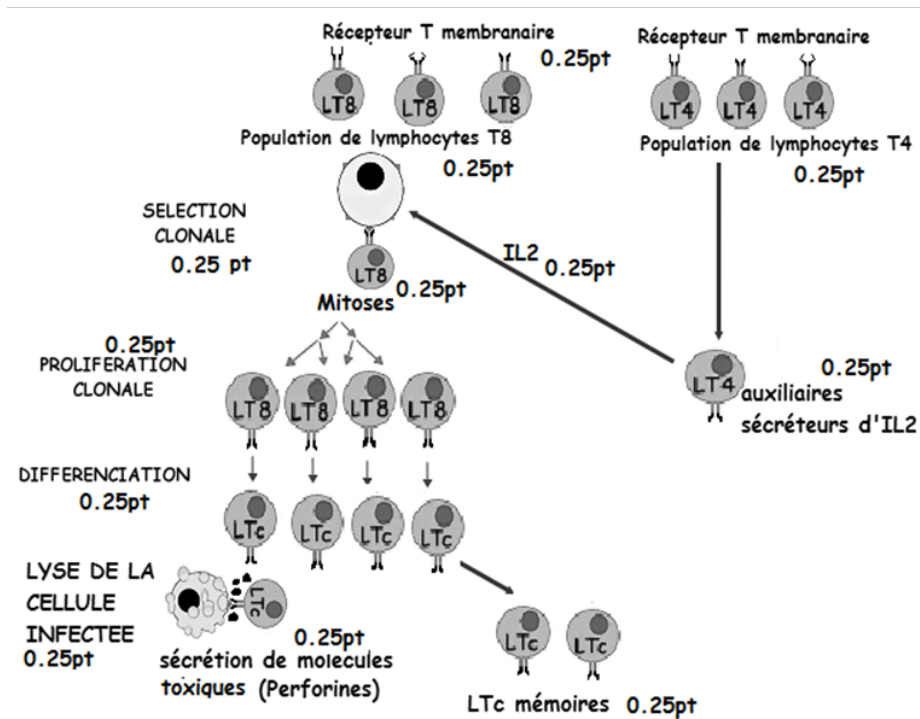 Récepteur T membranaire
0.25pt
LT8 LT8 LT8
Population de lymphocytes T8
0.25pt
Récepteur T membranaire
LT4 LT4 LT4
Population de lymphocytes T4
0.25pt
SELECTION
CLONALE
0.25 pt
LT8
0.25pt
Mitoses
IL2
0.25pt
0.25pt
PROLIFERATION
CLONALE
LT8 LT8 LT8 LT8
0.25pt
LT4 auxiliaires
sécréteurs d'IL2
DIFFERENCIATION
0.25pt
LTc LTc LTc LTc
LYSE DE LA
CELLULE
INFECTEE
0.25pt
LTc
0.25pt
sécrétion de molecules
toxiques (Perforines)
LTc LTc
LTc mémoires 0.25pt